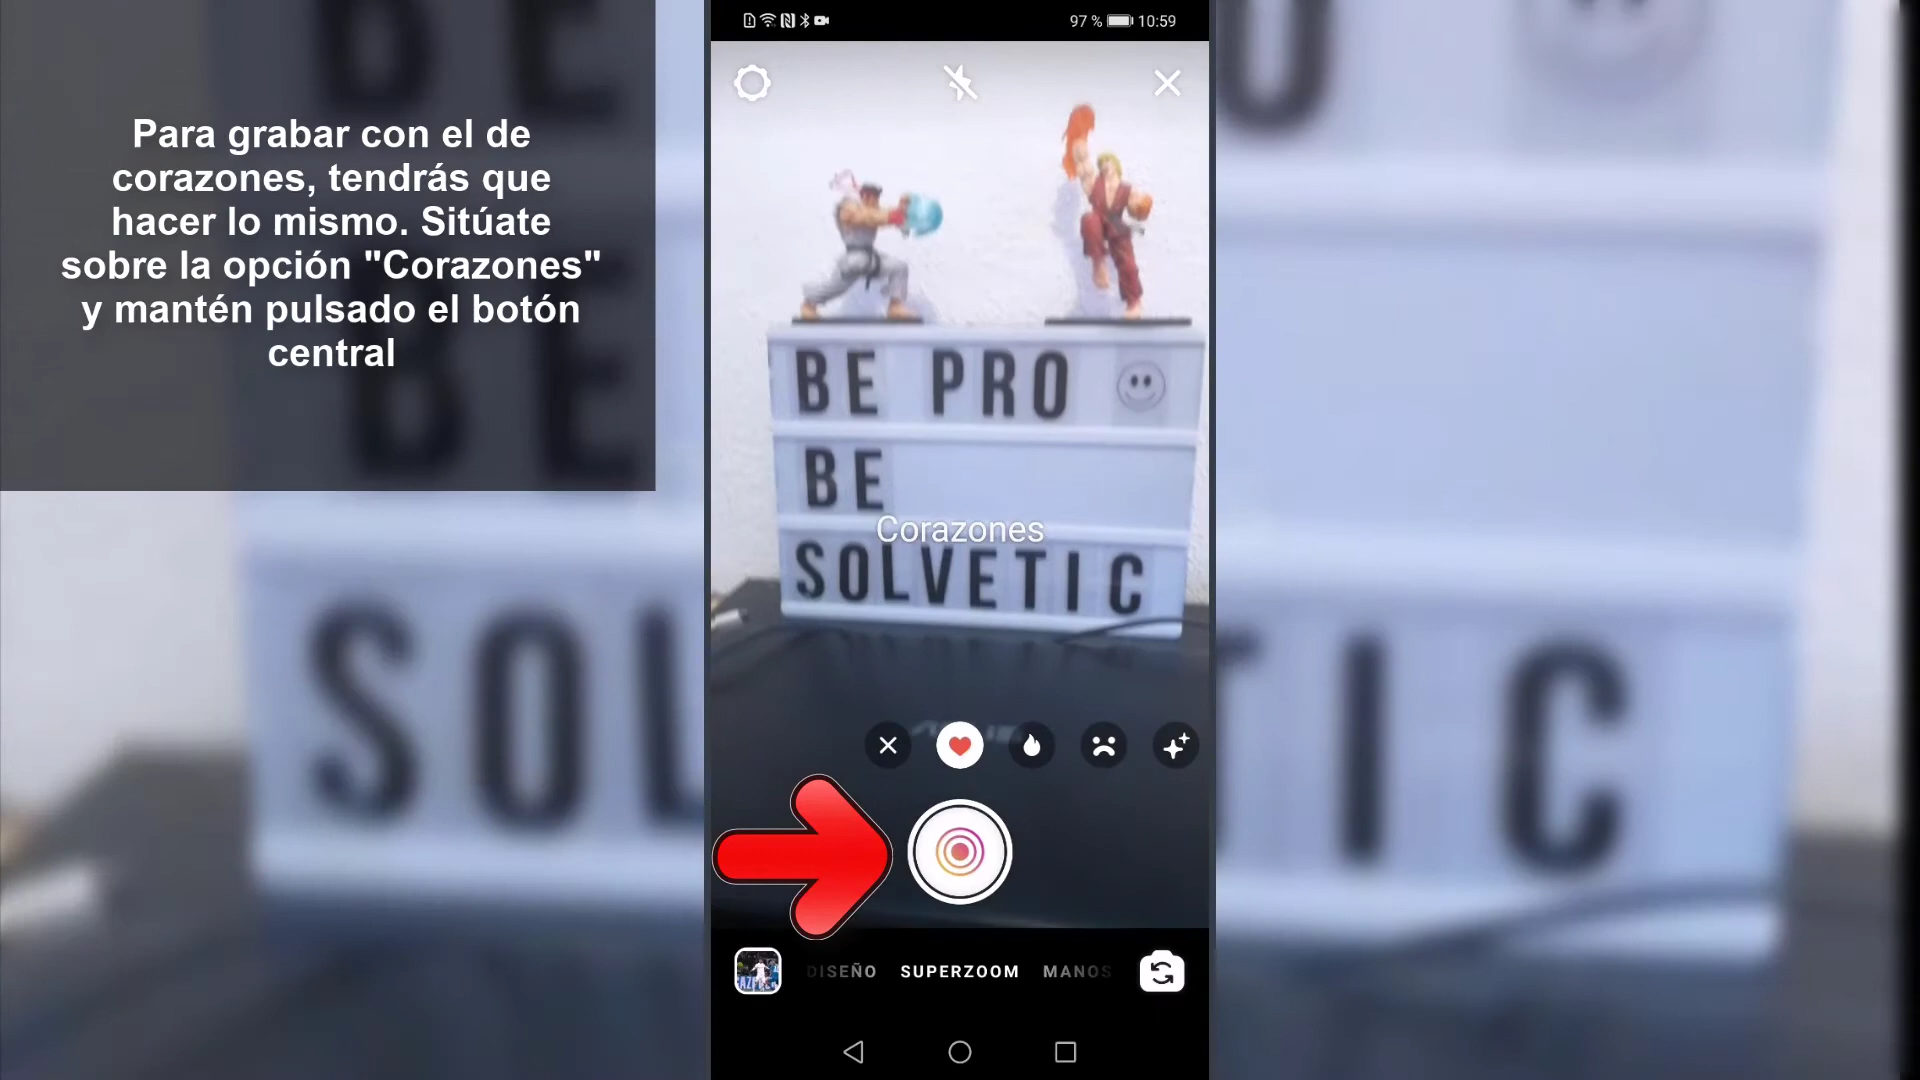 Para grabar con el de
corazones, tendrás que
hacer lo mismo. Sitúate
sobre la opción "Corazones"
y mantén pulsado el botón
central
97 % 10:59
BE PRO
BE
Corazones
SOLVETIC
DISEÑO SUPERZOOM MANOS